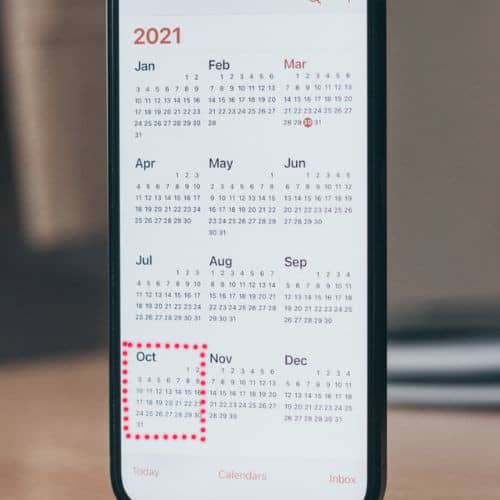 2021
Jan
1 2
3 4 5 6 7 8 9
10 11 12 13 14 15 16
17 18 19 20 21 22 23
24 25 26 27 28 29 30
31
Feb
1 2 3 4 5 6
7 8 9 10 11 12 13
14 15 16 17 18 19 20
21 22 23 24 25 26 27
28
Mar
1 2 3 4 5 6
7 8 9 10 11 12 13
14 15 16 17 18 19 20
21 22 23 24 25 26 27
28 29 30 31
Apr
1 2 3
4 5 6 7 8 9 10
11 12 13 14 15 16 17
18 19 20 21 22 23 24
25 26 27 28 29 30
May
1
2 3 4 5 6 7 8
9 10 11 12 13 14 15
16 17 18 19 20 21 22
23 24 25 26 27 28 29
30 31
Jun
1 2 3 4 5
6 7 8 9 10 11 12
13 14 15 16 17 18 19
20 21 22 23 24 25 26
27 28 29 30
Jul
1 2 3
4 5 6 7 8 9 10
11 12 13 14 15 16 17
18 19 20 21 22 23 24
25 26 27 28 29 30 31
Aug
1 2 3 4 5 6 7
8 9 10 11 12 13 14
15 16 17 18 19 20 21
22 23 24 25 26 27 28
29 30 31
Sep
1 2 3 4
5 6 7 8 9 10 11
12 13 14 15 16 17 18
19 20 21 22 23 24 25
26 27 28 29 30
Oct
1 2
3 4 5 6 7 8 9
10 11 12 13 14 15 16
17 18 19 20 21 22 23
24 25 26 27 28 29 30
31
Nov
1 2 3 4 5 6
7 8 9 10 11 12 13
14 15 16 17 18 19 20
21 22 23 24 25 26 27
28 29 30
Dec
1 2 3 4
5 6 7 8 9 10 11
12 13 14 15 16 17 18
19 20 21 22 23 24 25
26 27 28 29 30 31
Today
Calendars
Inbox